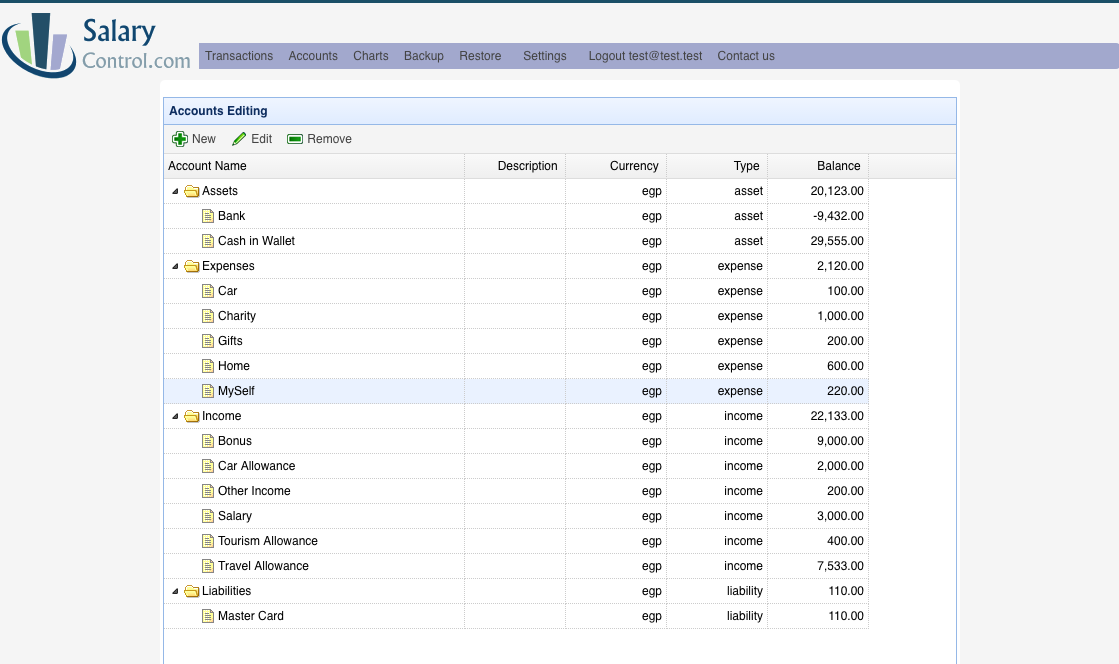 Salary
Control.com
Transactions Accounts Charts Backup Restore Settings Logout test@test.test Contact us
Accounts Editing
New Edit Remove
Account Name Description Currency Type Balance
Assets egp asset 20,123.00
Bank egp asset -9,432.00
Cash in Wallet egp asset 29,555.00
Expenses egp expense 2,120.00
Car egp expense 100.00
Charity egp expense 1,000.00
Gifts egp expense 200.00
Home egp expense 600.00
MySelf egp expense 220.00
Income egp income 22,133.00
Bonus egp income 9,000.00
Car Allowance egp income 2,000.00
Other Income egp income 200.00
Salary egp income 3,000.00
Tourism Allowance egp income 400.00
Travel Allowance egp income 7,533.00
Liabilities egp liability 110.00
Master Card egp liability 110.00